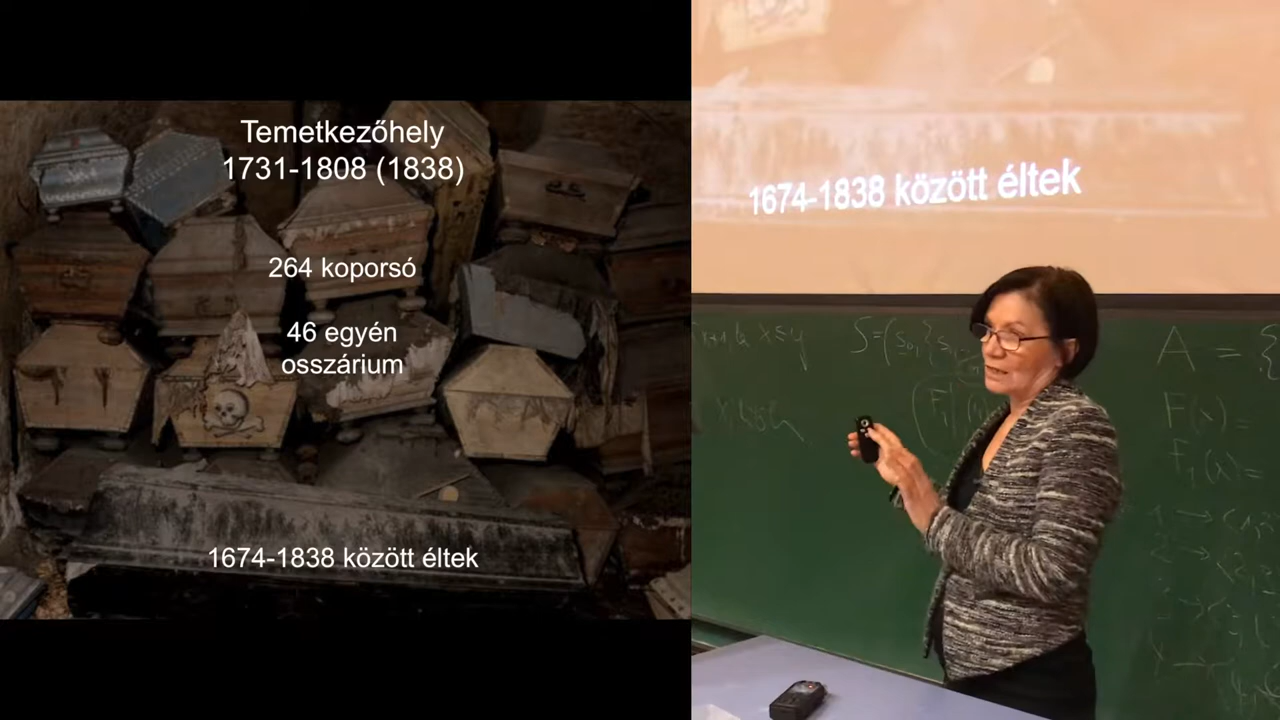 Temetkezőhely
1731-1808 (1838)
264 koporsó
46 egyén
osszárium
1674-1838 között éltek
1674-1838 között éltek
A = {
F(λ) =